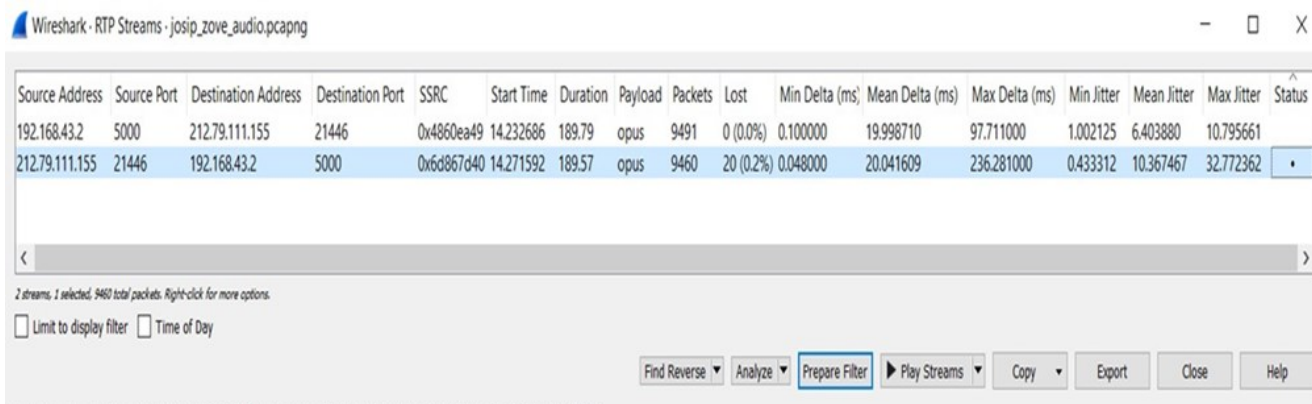 Wireshark · RTP Streams · josip_zove_audio.pcapng
Source Address Source Port Destination Address Destination Port SSRC Start Time Duration Payload Packets Lost Min Delta (ms) Mean Delta (ms) Max Delta (ms) Min Jitter Mean Jitter Max Jitter Status
192.168.43.2 5000 212.79.111.155 21446 0x4860ea49 14.232686 189.79 opus 9491 0 (0.0%) 0.100000 19.998710 97.711000 1.002125 6.403880 10.795661
212.79.111.155 21446 192.168.43.2 5000 0x6d867d40 14.271592 189.57 opus 9460 20 (0.2%) 0.048000 20.041609 236.281000 0.433312 10.367467 32.772362 •
2 streams, 1 selected, 9460 total packets. Right-click for more options.
Limit to display filter Time of Day
Find Reverse Analyze Prepare Filter Play Streams Copy Export Close Help